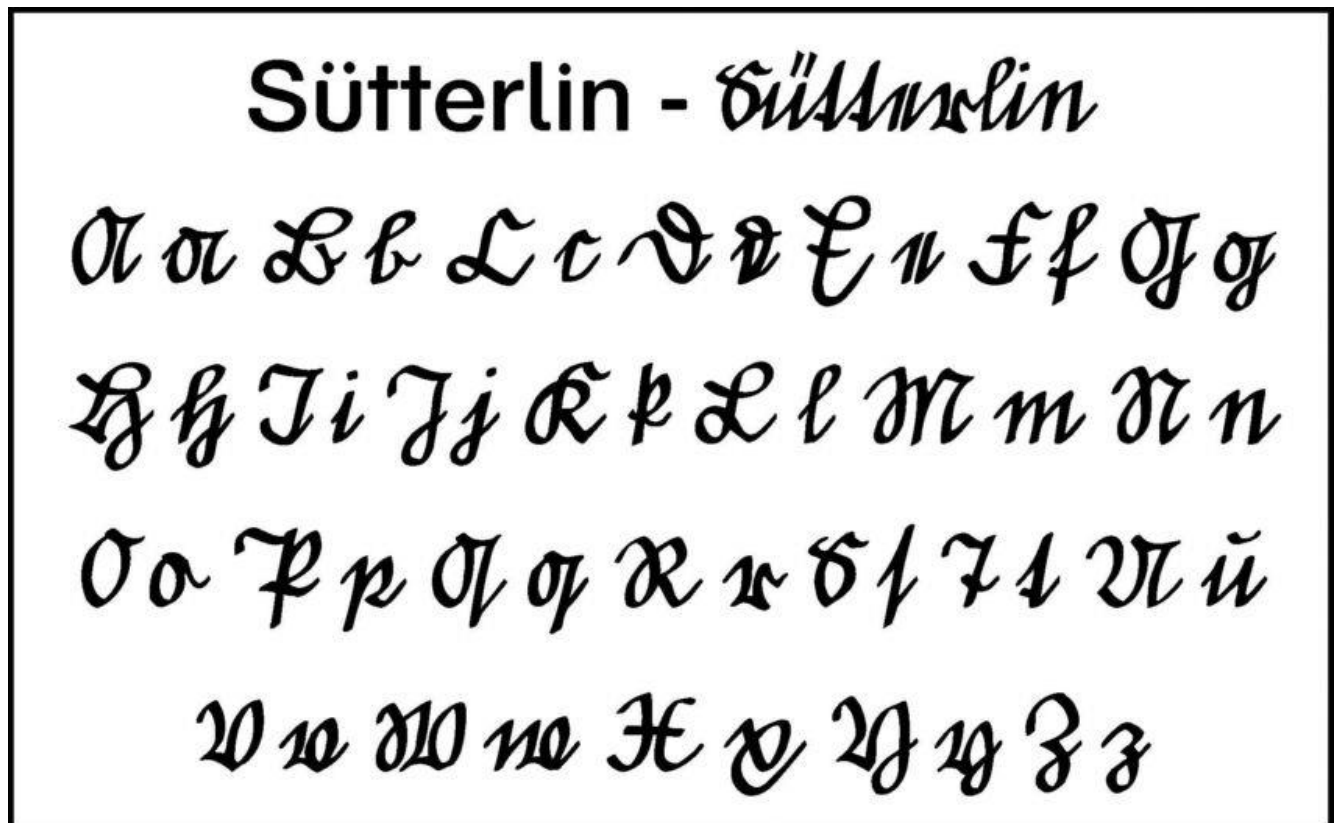 Sütterlin - Sütterlin
A a B b C c D d E e F f G g
H h I i J j K k L l M m N n
O o P p Q q R r S ſ T t U u
V v W w X x Y y Z z